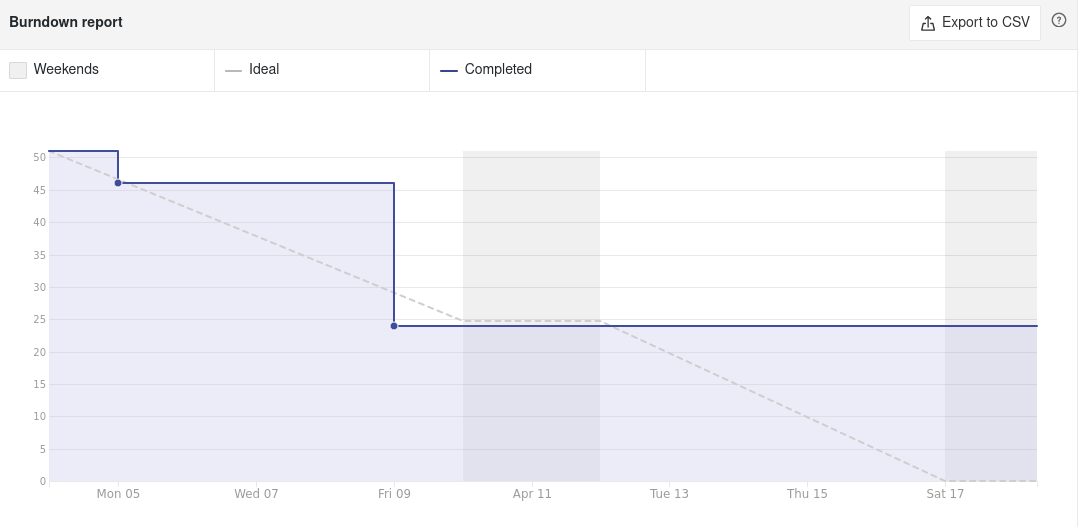 Burndown report
Export to CSV
Weekends
Ideal
Completed
50
45
40
35
30
25
20
15
10
5
0
Mon 05
Wed 07
Fri 09
Apr 11
Tue 13
Thu 15
Sat 17